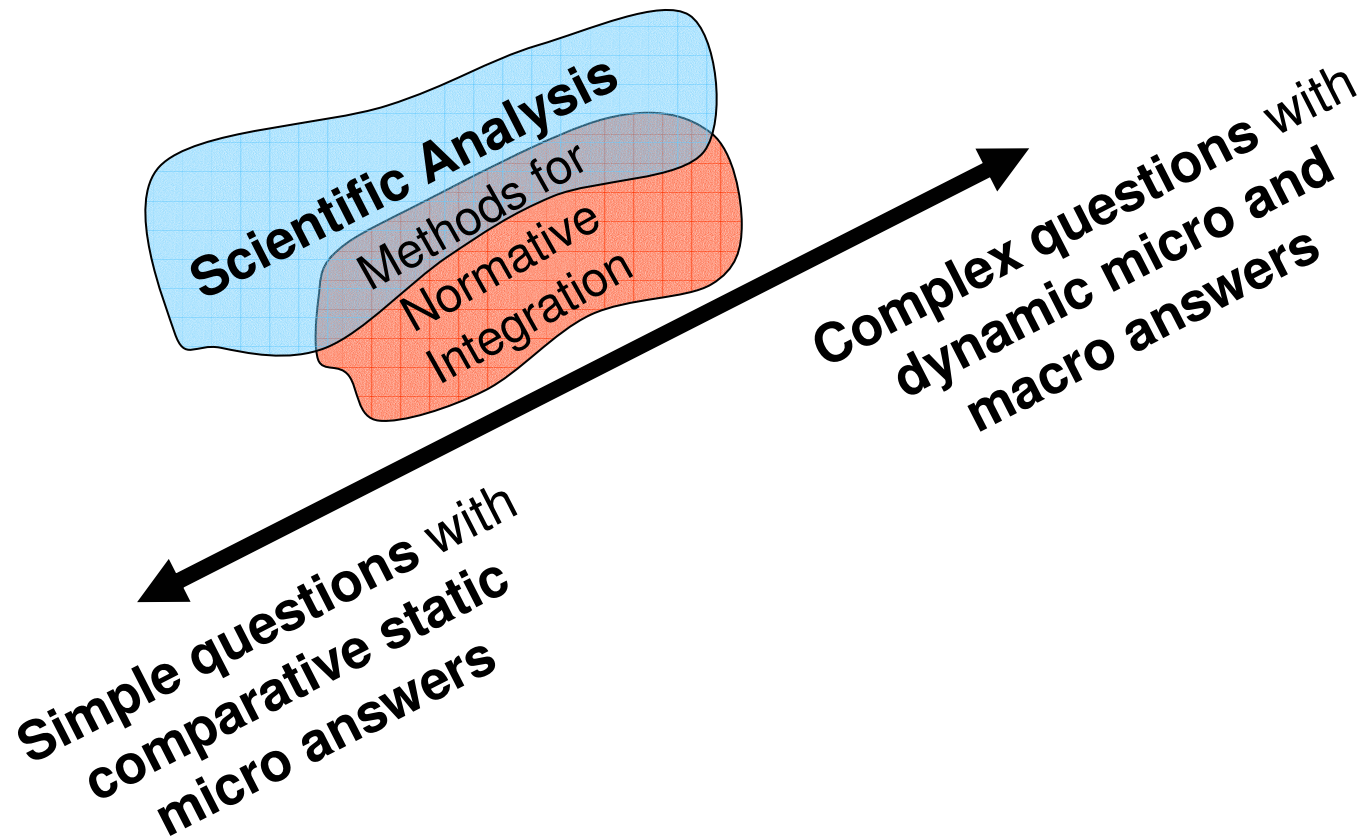 Scientific Analysis
Methods for
Normative
Integration
Complex questions with
dynamic micro and
macro answers
Simple questions with
comparative static
micro answers